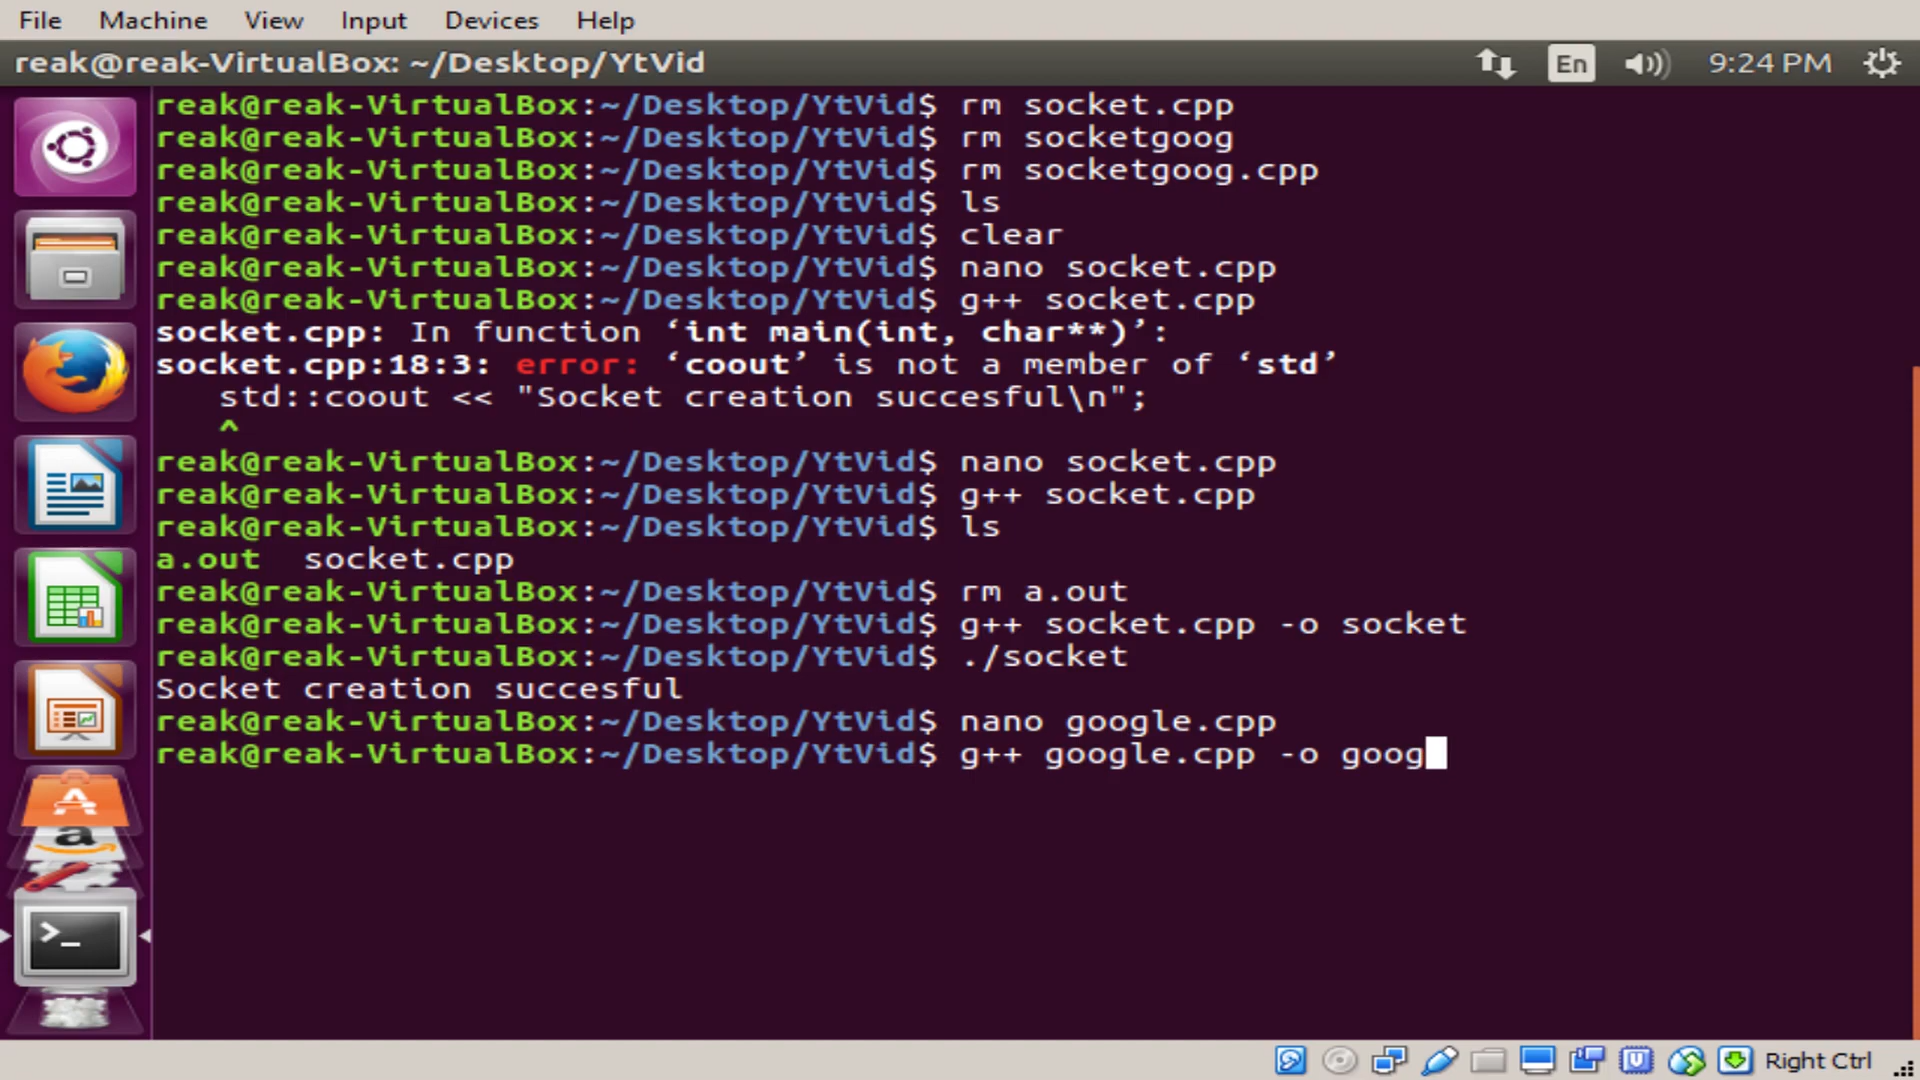 File Machine View Input Devices Help
reak@reak-VirtualBox: ~/Desktop/YtVid En 9:24 PM
reak@reak-VirtualBox:~/Desktop/YtVid$ rm socket.cpp
reak@reak-VirtualBox:~/Desktop/YtVid$ rm socketgoog
reak@reak-VirtualBox:~/Desktop/YtVid$ rm socketgoog.cpp
reak@reak-VirtualBox:~/Desktop/YtVid$ ls
reak@reak-VirtualBox:~/Desktop/YtVid$ clear
reak@reak-VirtualBox:~/Desktop/YtVid$ nano socket.cpp
reak@reak-VirtualBox:~/Desktop/YtVid$ g++ socket.cpp
socket.cpp: In function ‘int main(int, char**)’:
socket.cpp:18:3: error: ‘coout’ is not a member of ‘std’
   std::coout << "Socket creation succesful\n";
   ^
reak@reak-VirtualBox:~/Desktop/YtVid$ nano socket.cpp
reak@reak-VirtualBox:~/Desktop/YtVid$ g++ socket.cpp
reak@reak-VirtualBox:~/Desktop/YtVid$ ls
a.out  socket.cpp
reak@reak-VirtualBox:~/Desktop/YtVid$ rm a.out
reak@reak-VirtualBox:~/Desktop/YtVid$ g++ socket.cpp -o socket
reak@reak-VirtualBox:~/Desktop/YtVid$ ./socket
Socket creation succesful
reak@reak-VirtualBox:~/Desktop/YtVid$ nano google.cpp
reak@reak-VirtualBox:~/Desktop/YtVid$ g++ google.cpp -o goog
Right Ctrl